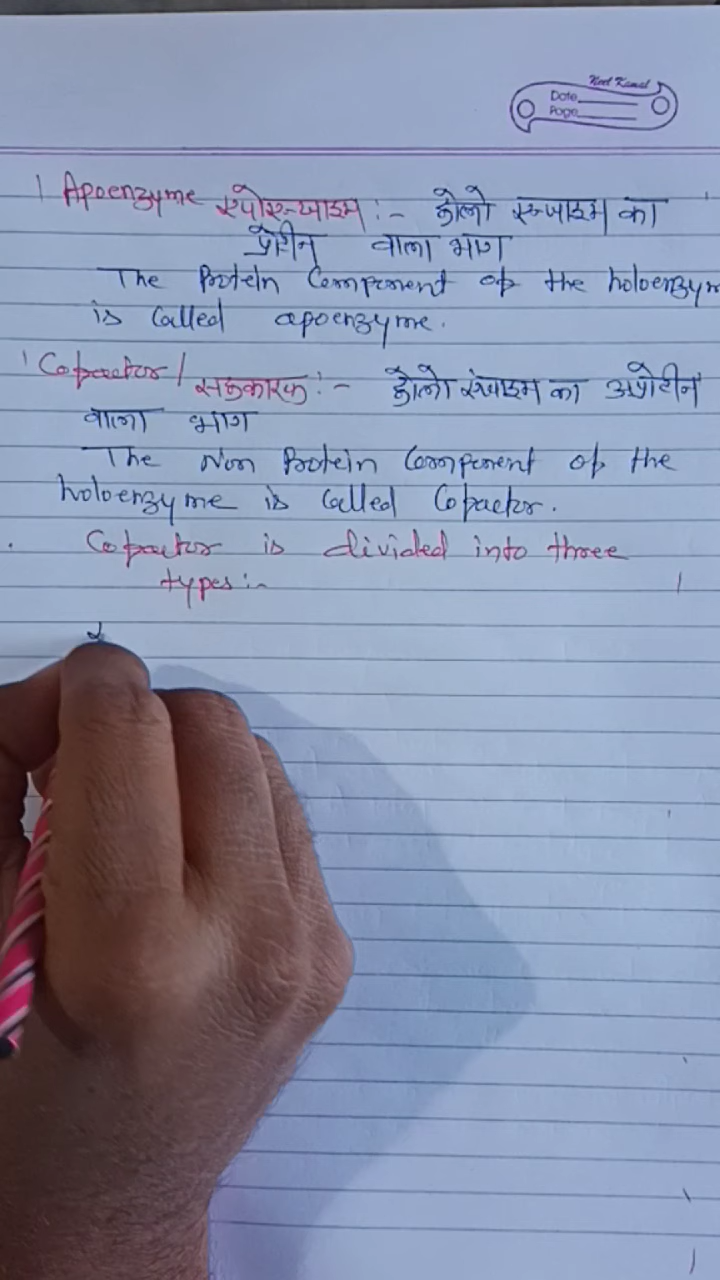 Neel Kamal
Date
Page
Apoenzyme एपोएन्जाइम :- होलो एन्जाइम का
प्रोटीन वाला भाग
The Protein Component of the holoenzym
is Called apoenzyme.
Cofactor / सहकारक :- होलो एंजाइम का अप्रोटीन
वाला भाग
The Non Protein Component of the
holoenzyme is Called Cofactor.
Cofactor is divided into three
types :-